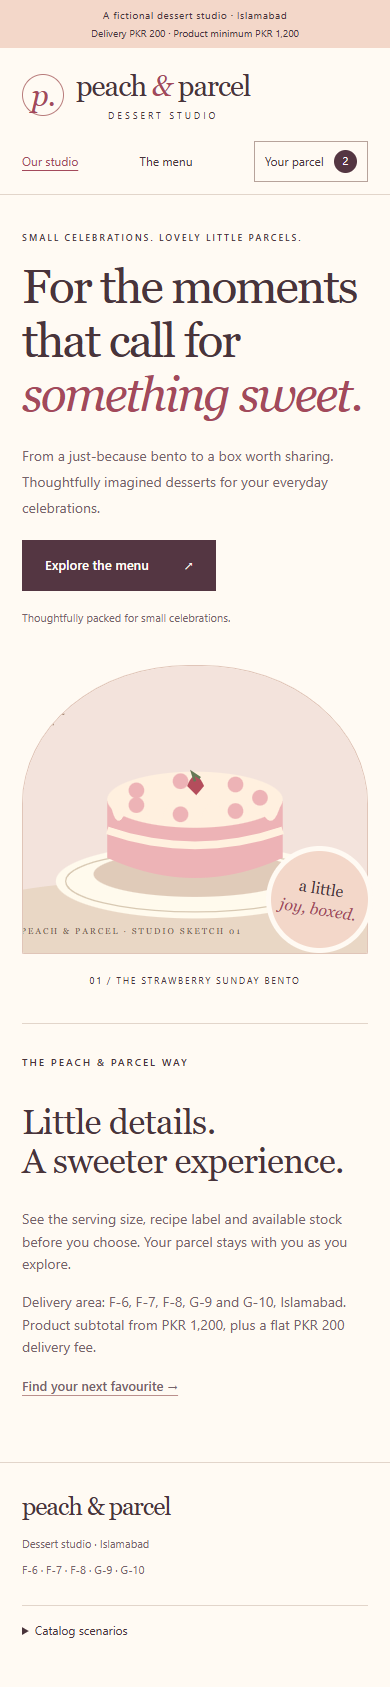 A fictional dessert studio · Islamabad
Delivery PKR 200 · Product minimum PKR 1,200
p.
peach & parcel
DESSERT STUDIO
Our studio
The menu
Your parcel 2
SMALL CELEBRATIONS. LOVELY LITTLE PARCELS.
For the moments
that call for
something sweet.
From a just-because bento to a box worth sharing.
Thoughtfully imagined desserts for your everyday
celebrations.
Explore the menu ↗
Thoughtfully packed for small celebrations.
a little
joy, boxed.
PEACH & PARCEL · STUDIO SKETCH 01
01 / THE STRAWBERRY SUNDAY BENTO
THE PEACH & PARCEL WAY
Little details.
A sweeter experience.
See the serving size, recipe label and available stock
before you choose. Your parcel stays with you as you
explore.
Delivery area: F-6, F-7, F-8, G-9 and G-10, Islamabad.
Product subtotal from PKR 1,200, plus a flat PKR 200
delivery fee.
Find your next favourite →
peach & parcel
Dessert studio · Islamabad
F-6 · F-7 · F-8 · G-9 · G-10
▶ Catalog scenarios